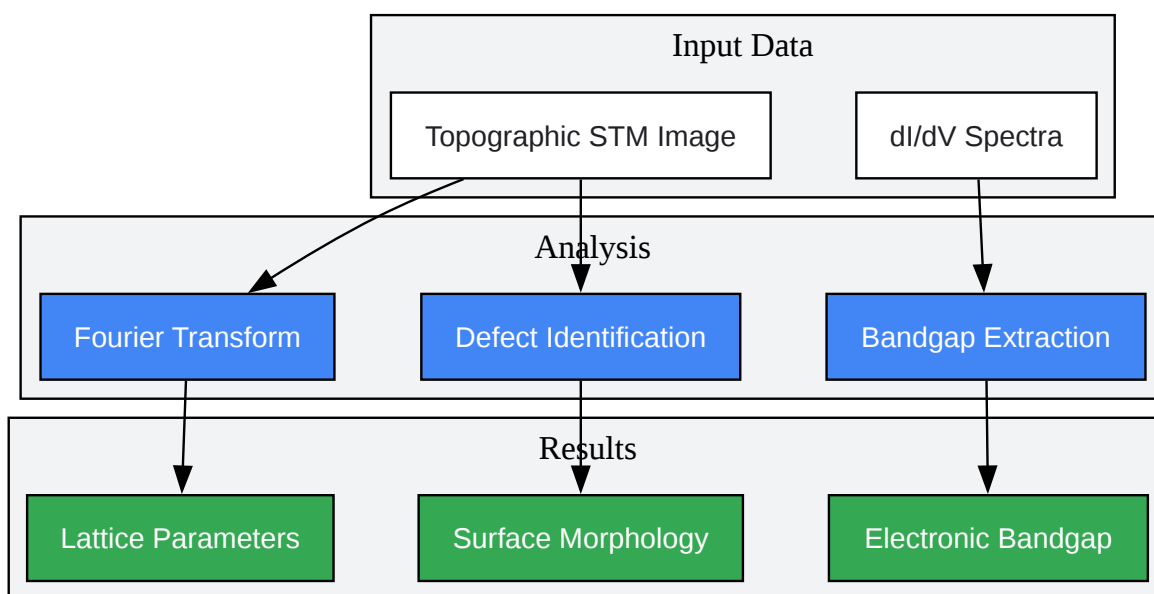 Input Data
Topographic STM Image
dI/dV Spectra
Analysis
Fourier Transform
Defect Identification
Bandgap Extraction
Results
Lattice Parameters
Surface Morphology
Electronic Bandgap